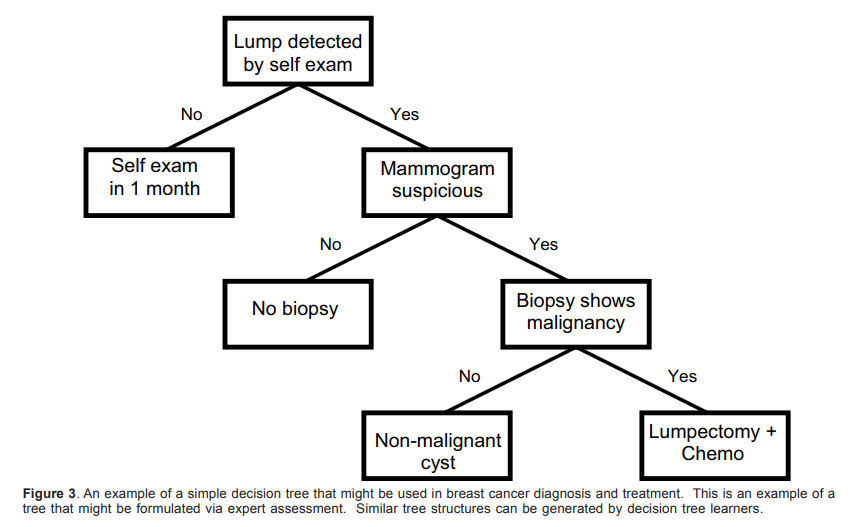 Lump detected
by self exam
No
Yes
Self exam
in 1 month
Mammogram
suspicious
No
Yes
No biopsy
Biopsy shows
malignancy
No
Yes
Non-malignant
cyst
Lumpectomy +
Chemo
Figure 3. An example of a simple decision tree that might be used in breast cancer diagnosis and treatment. This is an example of a
tree that might be formulated via expert assessment. Similar tree structures can be generated by decision tree learners.